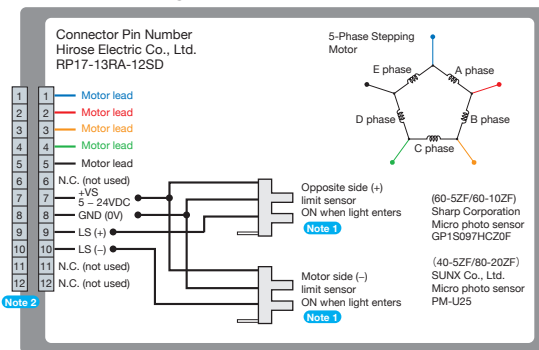 Connector Pin Number
Hirose Electric Co., Ltd.
RP17-13RA-12SD
5-Phase Stepping
Motor
E phase
A phase
D phase
B phase
C phase
1 1 Motor lead
2 2 Motor lead
3 3 Motor lead
4 4 Motor lead
5 5 Motor lead
6 6 N.C. (not used)
7 7 +VS
5 – 24VDC
8 8 GND (0V)
9 9 LS (+)
10 10 LS (–)
11 11 N.C. (not used)
12 12 N.C. (not used)
Note 2
Opposite side (+)
limit sensor
ON when light enters
Note 1
Motor side (–)
limit sensor
ON when light enters
Note 1
(60-5ZF/60-10ZF)
Sharp Corporation
Micro photo sensor
GP1S097HCZ0F
(40-5ZF/80-20ZF)
SUNX Co., Ltd.
Micro photo sensor
PM-U25